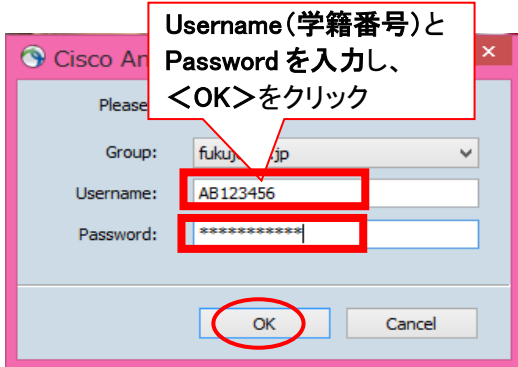 Username（学籍番号）と
Password を入力し、
＜OK＞をクリック
Cisco An
Please
Group:
jp
Username:
AB123456
Password:
***********
OK
Cancel